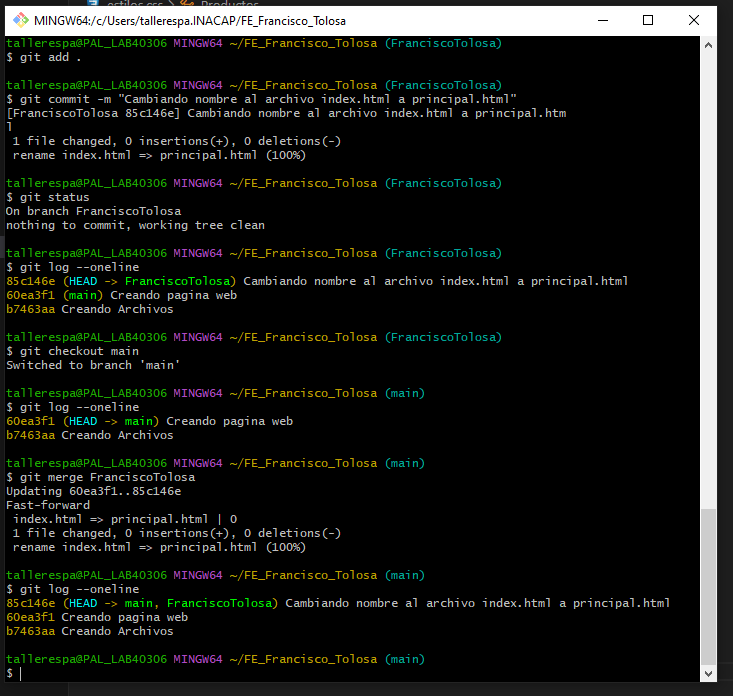 estilos.css > Productos
MINGW64:/c/Users/tallerespa.INACAP/FE_Francisco_Tolosa
tallerespa@PAL_LAB40306 MINGW64 ~/FE_Francisco_Tolosa (FranciscoTolosa)
$ git add .
tallerespa@PAL_LAB40306 MINGW64 ~/FE_Francisco_Tolosa (FranciscoTolosa)
$ git commit -m "Cambiando nombre al archivo index.html a principal.html"
[FranciscoTolosa 85c146e] Cambiando nombre al archivo index.html a principal.htm
l
1 file changed, 0 insertions(+), 0 deletions(-)
rename index.html => principal.html (100%)
tallerespa@PAL_LAB40306 MINGW64 ~/FE_Francisco_Tolosa (FranciscoTolosa)
$ git status
On branch FranciscoTolosa
nothing to commit, working tree clean
tallerespa@PAL_LAB40306 MINGW64 ~/FE_Francisco_Tolosa (FranciscoTolosa)
$ git log --oneline
85c146e (HEAD -> FranciscoTolosa) Cambiando nombre al archivo index.html a principal.html
60ea3f1 (main) Creando pagina web
b7463aa Creando Archivos
tallerespa@PAL_LAB40306 MINGW64 ~/FE_Francisco_Tolosa (FranciscoTolosa)
$ git checkout main
Switched to branch 'main'
tallerespa@PAL_LAB40306 MINGW64 ~/FE_Francisco_Tolosa (main)
$ git log --oneline
60ea3f1 (HEAD -> main) Creando pagina web
b7463aa Creando Archivos
tallerespa@PAL_LAB40306 MINGW64 ~/FE_Francisco_Tolosa (main)
$ git merge FranciscoTolosa
Updating 60ea3f1..85c146e
Fast-forward
index.html => principal.html | 0
1 file changed, 0 insertions(+), 0 deletions(-)
rename index.html => principal.html (100%)
tallerespa@PAL_LAB40306 MINGW64 ~/FE_Francisco_Tolosa (main)
$ git log --oneline
85c146e (HEAD -> main, FranciscoTolosa) Cambiando nombre al archivo index.html a principal.html
60ea3f1 Creando pagina web
b7463aa Creando Archivos
tallerespa@PAL_LAB40306 MINGW64 ~/FE_Francisco_Tolosa (main)
$